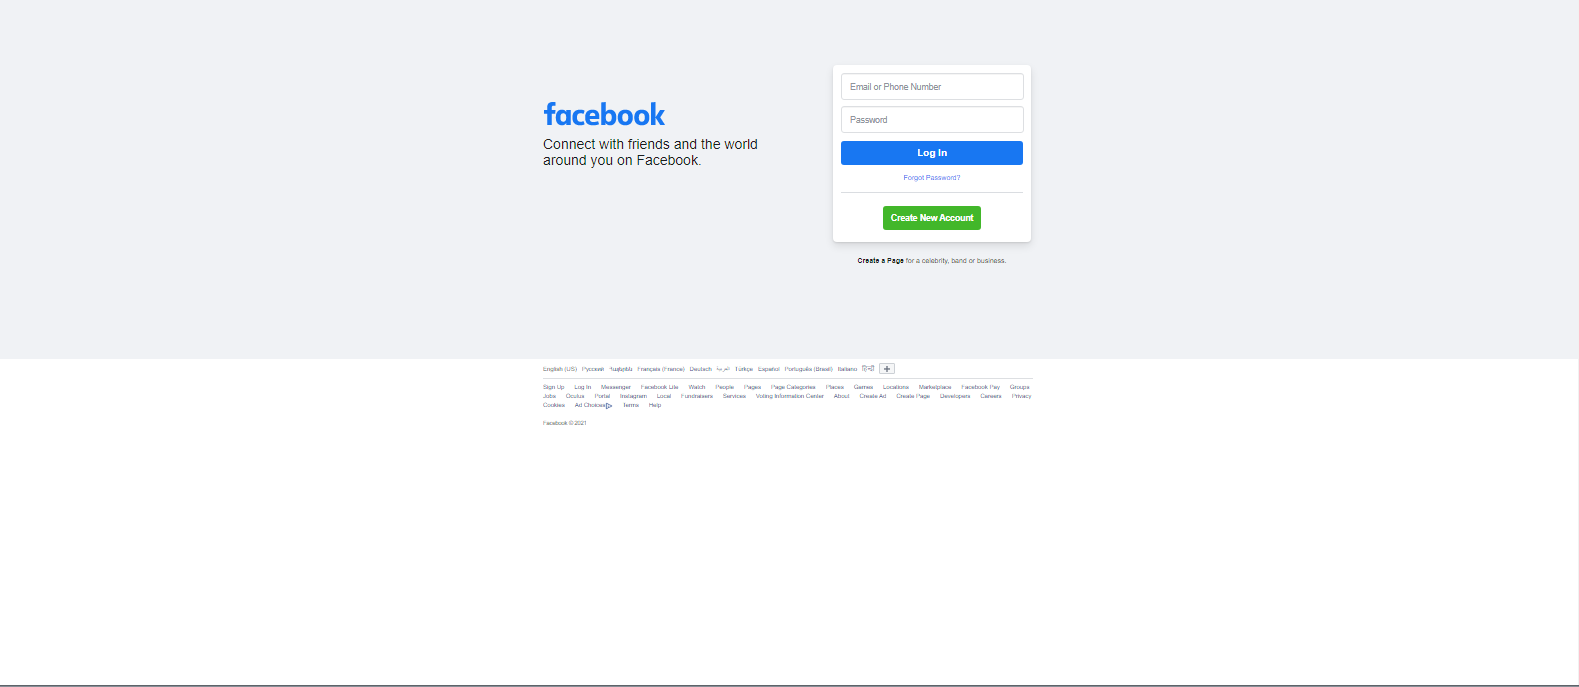 facebook
Connect with friends and the world
around you on Facebook.
Email or Phone Number
Password
Log In
Forgot Password?
Create New Account
Create a Page for a celebrity, band or business.
English (US) Русский Հայերեն Français (France) Deutsch العربية Türkçe Español Português (Brasil) Italiano हिन्दी
Sign Up Log In Messenger Facebook Lite Watch People Pages Page Categories Places Games Locations Marketplace Facebook Pay Groups
Jobs Oculus Portal Instagram Local Fundraisers Services Voting Information Center About Create Ad Create Page Developers Careers Privacy
Cookies Ad Choices Terms Help
Facebook © 2021